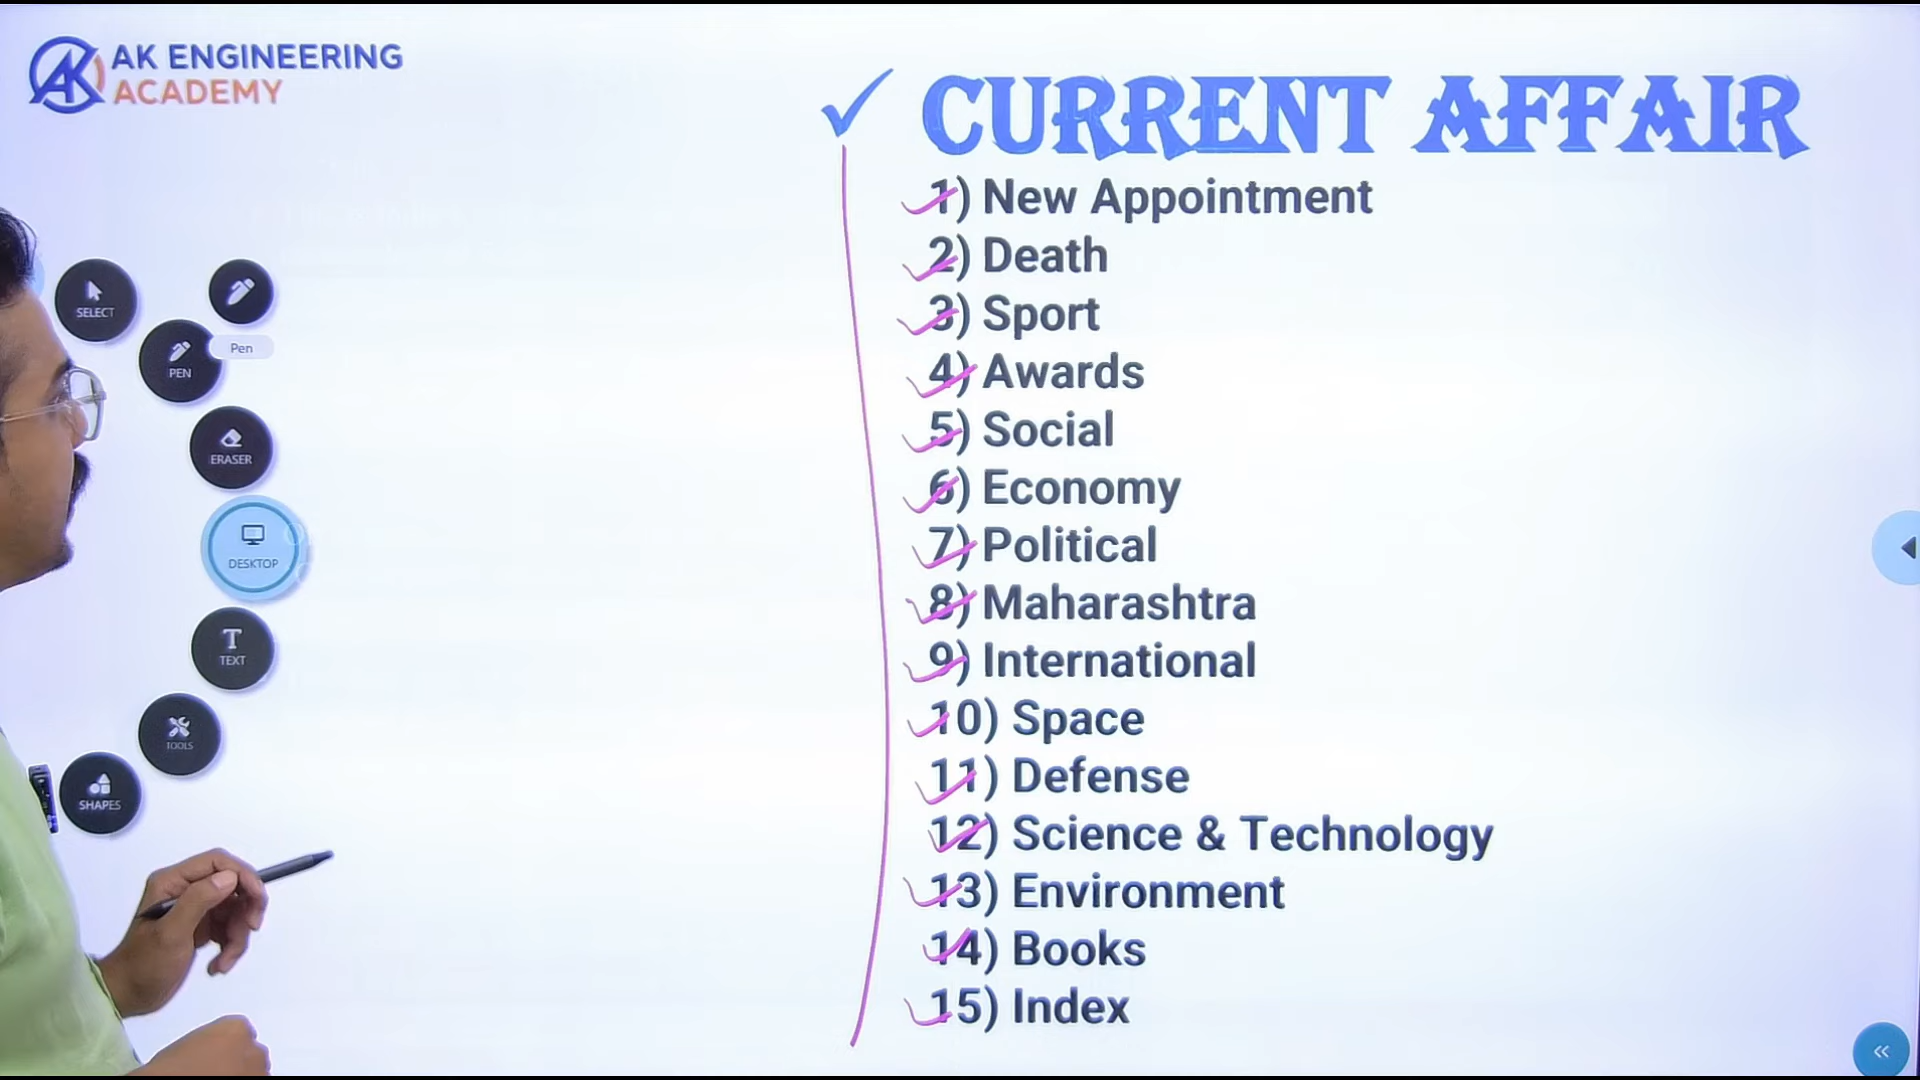 AK ENGINEERING
ACADEMY
CURRENT AFFAIR
1) New Appointment
2) Death
3) Sport
4) Awards
5) Social
6) Economy
7) Political
8) Maharashtra
9) International
10) Space
11) Defense
12) Science & Technology
13) Environment
14) Books
15) Index
SELECT
Pen
PEN
ERASER
DESKTOP
TEXT
TOOLS
SHAPES